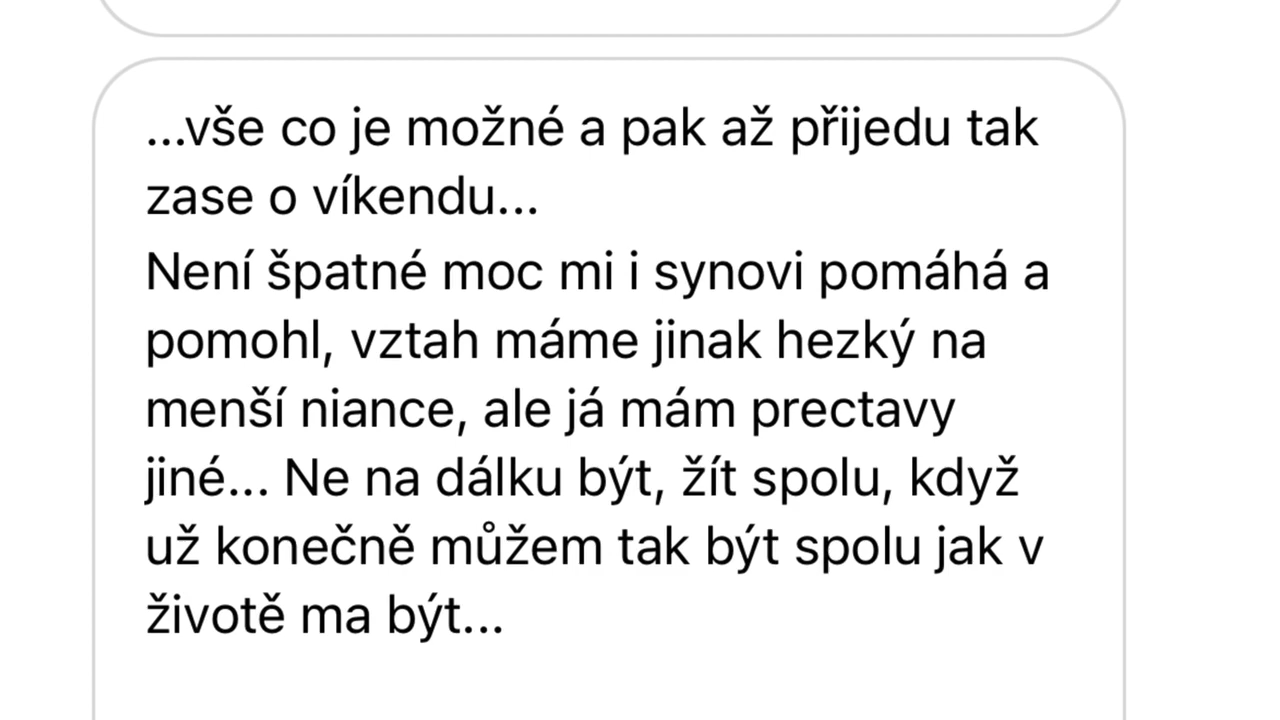 ...vše co je možné a pak až přijedu tak
zase o víkendu...
Není špatné moc mi i synovi pomáhá a
pomohl, vztah máme jinak hezký na
menší niance, ale já mám prectavy
jiné... Ne na dálku být, žít spolu, když
už konečně můžem tak být spolu jak v
životě ma být...